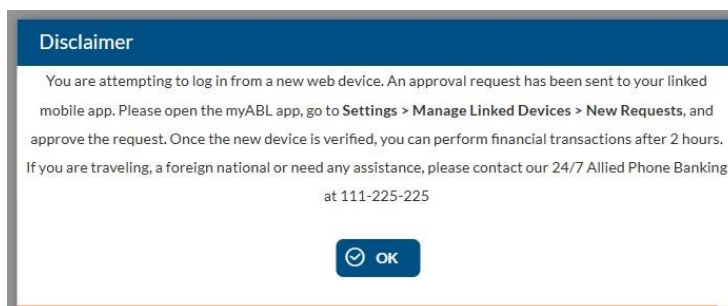 Disclaimer
You are attempting to log in from a new web device. An approval request has been sent to your linked
mobile app. Please open the myABL app, go to Settings > Manage Linked Devices > New Requests, and
approve the request. Once the new device is verified, you can perform financial transactions after 2 hours.
If you are traveling, a foreign national or need any assistance, please contact our 24/7 Allied Phone Banking
at 111-225-225
OK